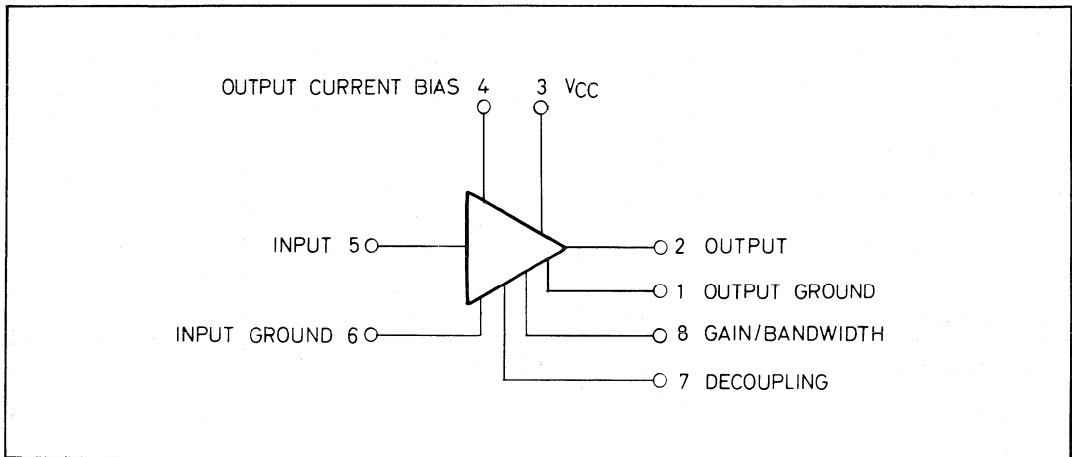 OUTPUT CURRENT BIAS 4
3 VCC
INPUT 5
2 OUTPUT
1 OUTPUT GROUND
INPUT GROUND 6
8 GAIN/BANDWIDTH
7 DECOUPLING